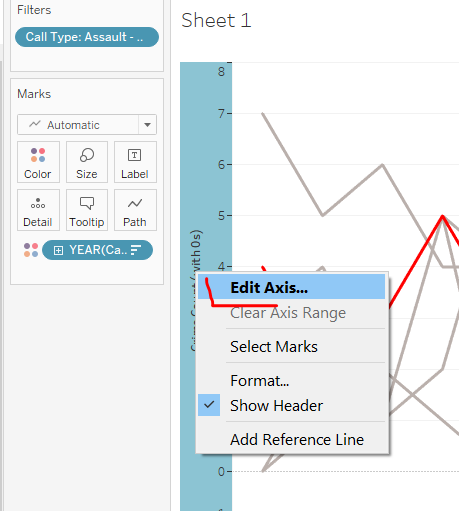 Filters
Call Type: Assault - ..
Marks
Automatic
Color
Size
Label
Detail
Tooltip
Path
YEAR(Ca..
Sheet 1
8
7
6
5
4
0
Crime Count (with 0s)
Edit Axis...
Clear Axis Range
Select Marks
Format...
Show Header
Add Reference Line